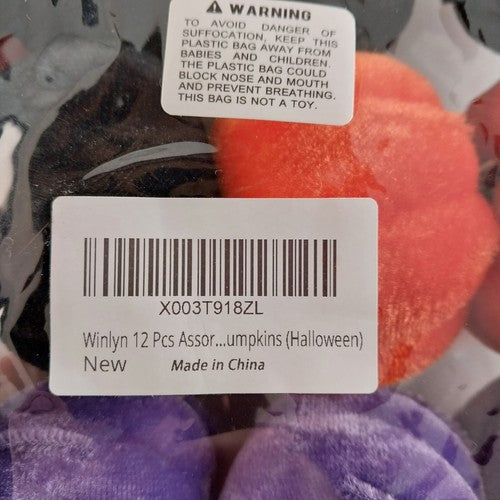 WARNING
TO AVOID DANGER OF
SUFFOCATION, KEEP THIS
PLASTIC BAG AWAY FROM
BABIES AND CHILDREN.
THE PLASTIC BAG COULD
BLOCK NOSE AND MOUTH
AND PREVENT BREATHING.
THIS BAG IS NOT A TOY.
X003T918ZL
Winlyn 12 Pcs Assor...umpkins (Halloween)
New Made in China